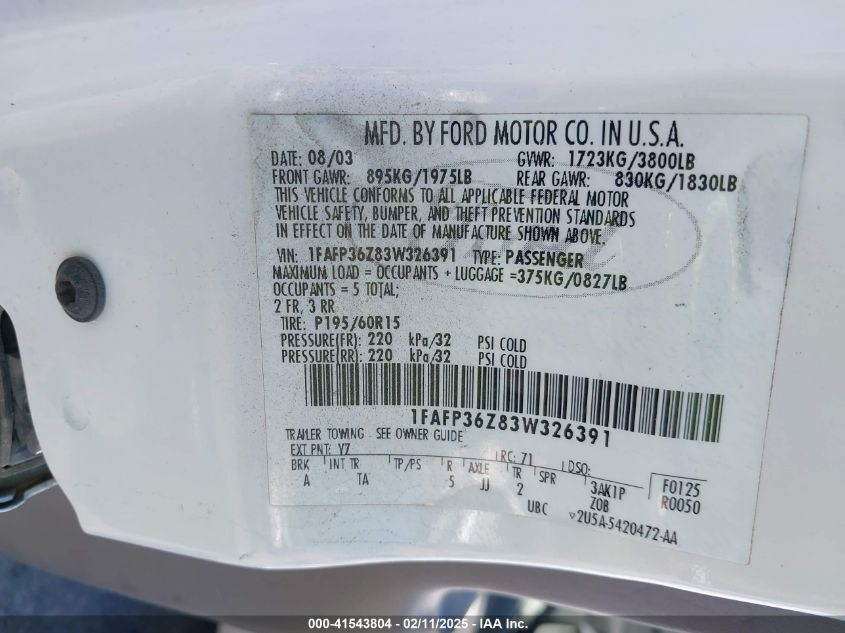 MFD. BY FORD MOTOR CO. IN U.S.A.
DATE: 08/03 GVWR: 1723KG/3800LB
FRONT GAWR: 895KG/1975LB REAR GAWR: 830KG/1830LB
THIS VEHICLE CONFORMS TO ALL APPLICABLE FEDERAL MOTOR
VEHICLE SAFETY, BUMPER, AND THEFT PREVENTION STANDARDS
IN EFFECT ON THE DATE OF MANUFACTURE SHOWN ABOVE.
VIN: 1FAFP36Z83W326391 TYPE: PASSENGER
MAXIMUM LOAD = OCCUPANTS + LUGGAGE =375KG/0827LB
OCCUPANTS = 5 TOTAL;
2 FR, 3 RR
TIRE: P195/60R15
PRESSURE(FR): 220 kPa/32 PSI COLD
PRESSURE(RR): 220 kPa/32 PSI COLD
1FAFP36Z83W326391
TRAILER TOWING - SEE OWNER GUIDE
EXT PNT: Y7 RC: 71 DSO:
BRK INT TR TP/PS R AXLE TR SPR 3AK1P F0125
A TA 5 JJ 2 Z0B R0050
UBC ▽2U5A-5420472-AA
000-41543804 - 02/11/2025 - IAA Inc.